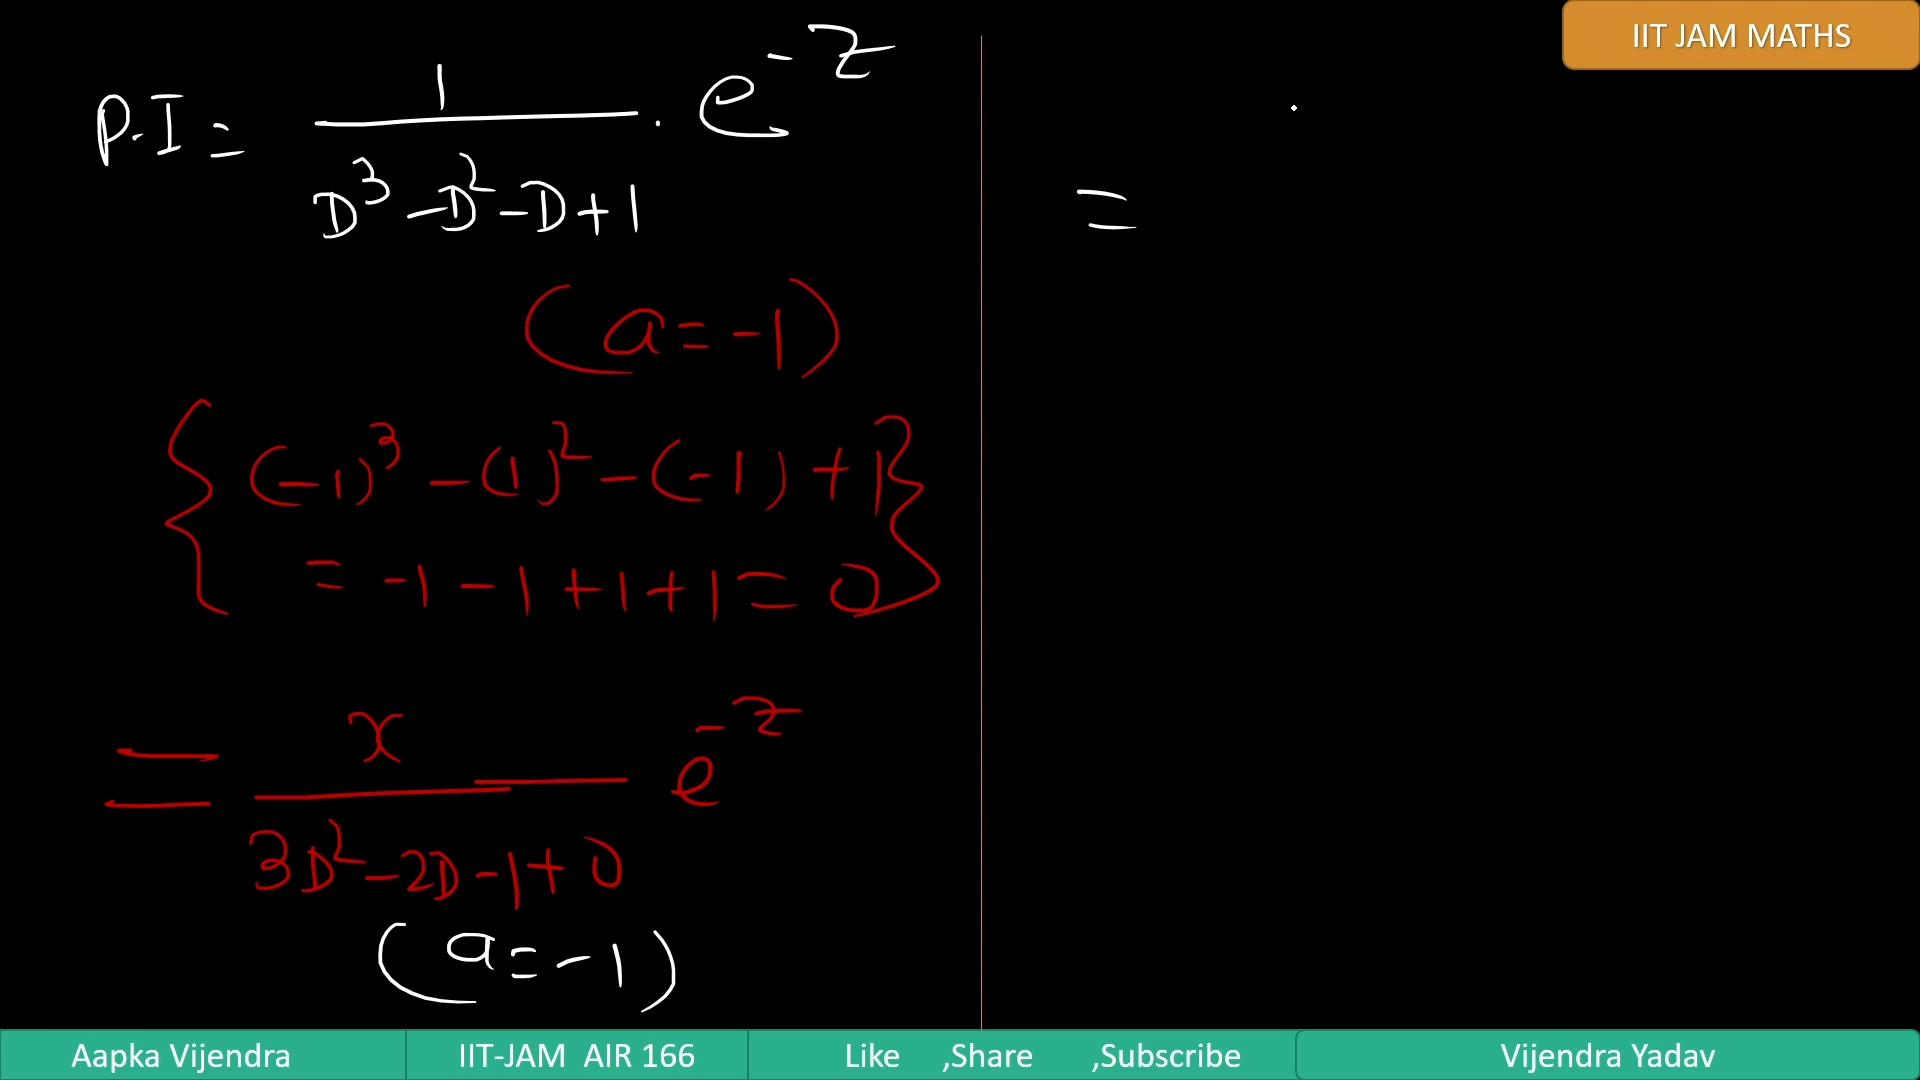 IIT JAM MATHS
P.I = 1 / (D³ - D² - D + 1) . e^-z
(a = -1)
{ (-1)³ - (1)² - (-1) + 1
= -1 - 1 + 1 + 1 = 0 }
= x / (3D² - 2D - 1 + 0) e^-z
(a = -1)
=
Aapka Vijendra IIT-JAM AIR 166 Like ,Share ,Subscribe Vijendra Yadav